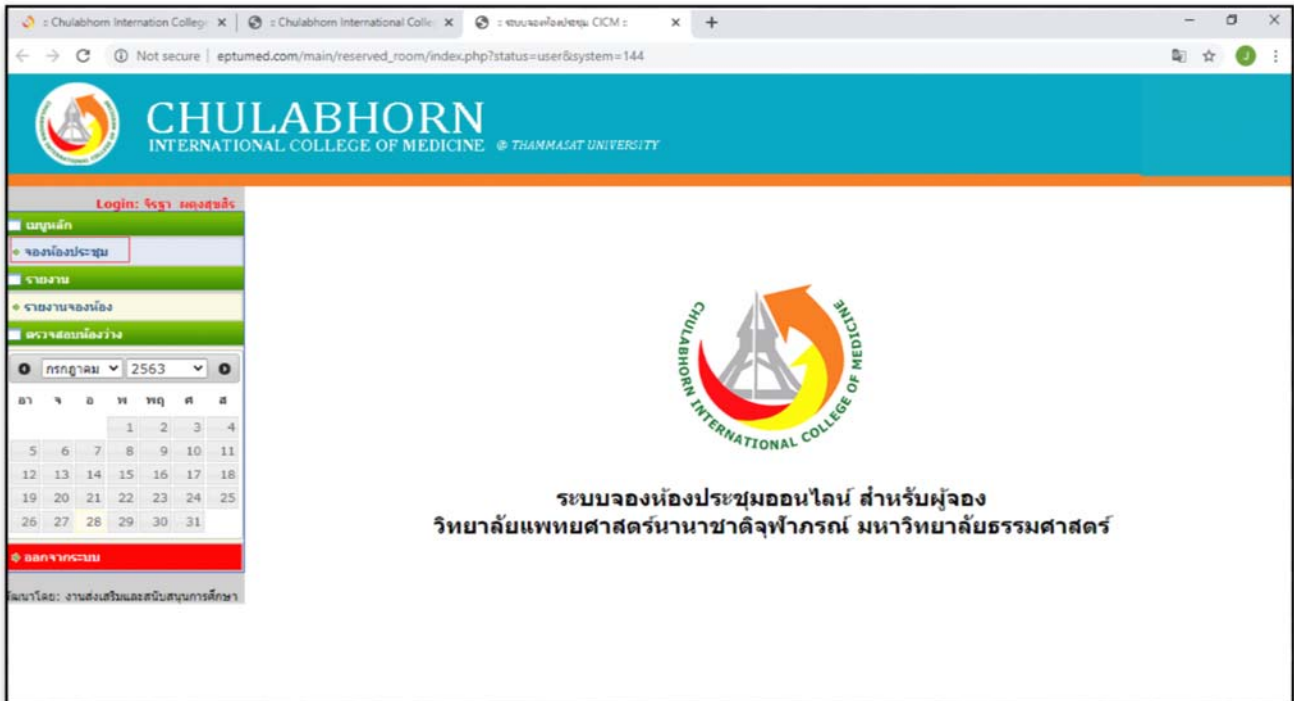 : Chulabhorn Internation College
: Chulabhorn International Colle
: ระบบจองห้องประชุม CICM :
Not secure | eptumed.com/main/reserved_room/index.php?status=user&system=144
J
CHULABHORN
INTERNATIONAL COLLEGE OF MEDICINE @ THAMMASAT UNIVERSITY
Login: จิรฐา ผดุงสุขสิร
เมนูหลัก
จองห้องประชุม
รายงาน
รายงานจองห้อง
ตรวจสอบห้องว่าง
กรกฎาคม 2563
อา จ อ พ พฤ ศ ส
1 2 3 4
5 6 7 8 9 10 11
12 13 14 15 16 17 18
19 20 21 22 23 24 25
26 27 28 29 30 31
ออกจากระบบ
โดย: งานส่งเสริมและสนับสนุนการศึกษา
CHULABHORN INTERNATIONAL COLLEGE OF MEDICINE
ระบบจองห้องประชุมออนไลน์ สำหรับผู้จอง
วิทยาลัยแพทยศาสตร์นานาชาติจุฬาภรณ์ มหาวิทยาลัยธรรมศาสตร์